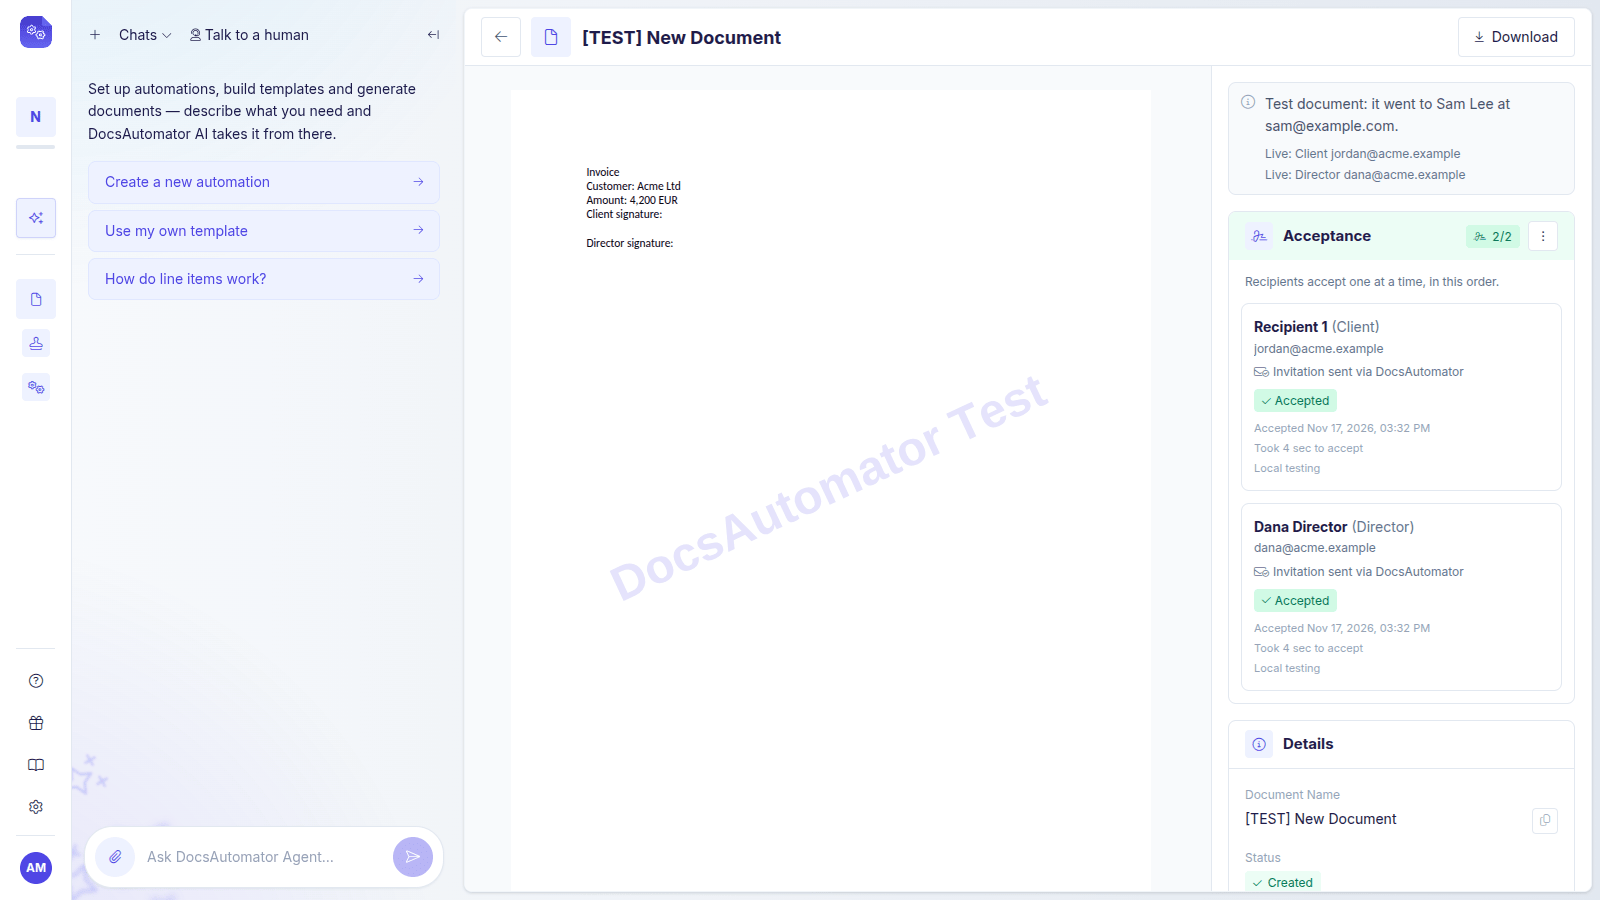 + Chats Talk to a human
Set up automations, build templates and generate
documents — describe what you need and
DocsAutomator AI takes it from there.
Create a new automation
Use my own template
How do line items work?
N
AM
Ask DocsAutomator Agent...
[TEST] New Document
Download
Invoice
Customer: Acme Ltd
Amount: 4,200 EUR
Client signature:
Director signature:
DocsAutomator Test
Test document: it went to Sam Lee at
sam@example.com.
Live: Client jordan@acme.example
Live: Director dana@acme.example
Acceptance 2/2
Recipients accept one at a time, in this order.
Recipient 1 (Client)
jordan@acme.example
Invitation sent via DocsAutomator
Accepted
Accepted Nov 17, 2026, 03:32 PM
Took 4 sec to accept
Local testing
Dana Director (Director)
dana@acme.example
Invitation sent via DocsAutomator
Accepted
Accepted Nov 17, 2026, 03:32 PM
Took 4 sec to accept
Local testing
Details
Document Name
[TEST] New Document
Status
Created